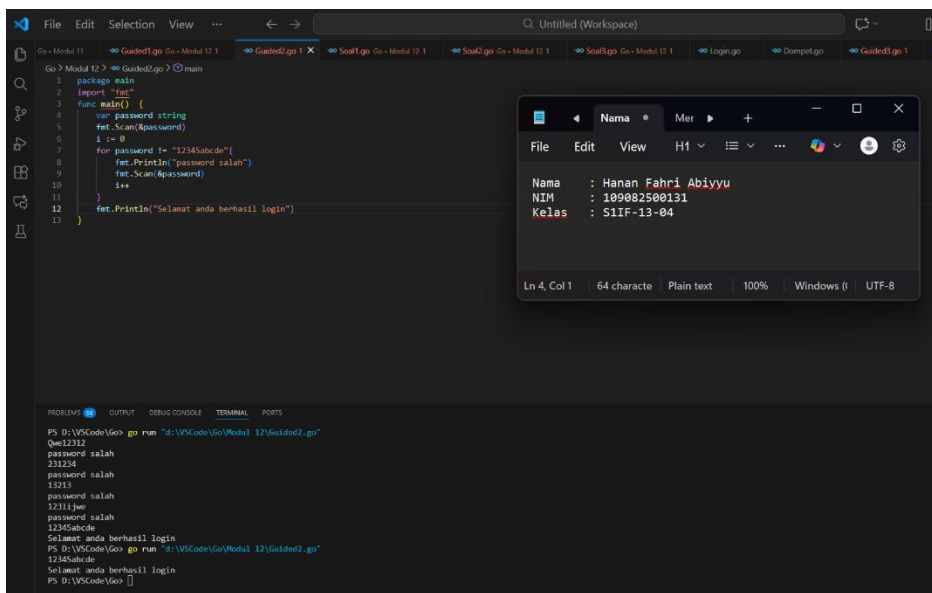 File Edit Selection View ... ← → Untitled (Workspace)
Go - Modul 11 Guided1.go Go - Modul 12 1 Guided2.go 1 X Soal1.go Go - Modul 12 1 Soal2.go Go - Modul 12 1 Soal3.go Go - Modul 12 1 Login.go Dompet.go Guided3.go 1
Go > Modul 12 > Guided2.go > main
1 package main
2 import "fmt"
3 func main() {
4 var password string
5 fmt.Scan(&password)
6 i := 0
7 for password != "12345abcde"{
8 fmt.Println("password salah")
9 fmt.Scan(&password)
10 i++
11 }
12 fmt.Println("Selamat anda berhasil login")
13 }
Nama Mer +
File Edit View H1 ...
Nama : Hanan Fahri Abiyyu
NIM : 109082500131
Kelas : S1IF-13-04
Ln 4, Col 1 64 characte Plain text 100% Windows (( UTF-8
PROBLEMS 58 OUTPUT DEBUG CONSOLE TERMINAL PORTS
PS D:\VSCode\Go> go run "d:\VSCode\Go\Modul 12\Guided2.go"
Qwe12312
password salah
231234
password salah
13213
password salah
1231ijwe
password salah
12345abcde
Selamat anda berhasil login
PS D:\VSCode\Go> go run "d:\VSCode\Go\Modul 12\Guided2.go"
12345abcde
Selamat anda berhasil login
PS D:\VSCode\Go>